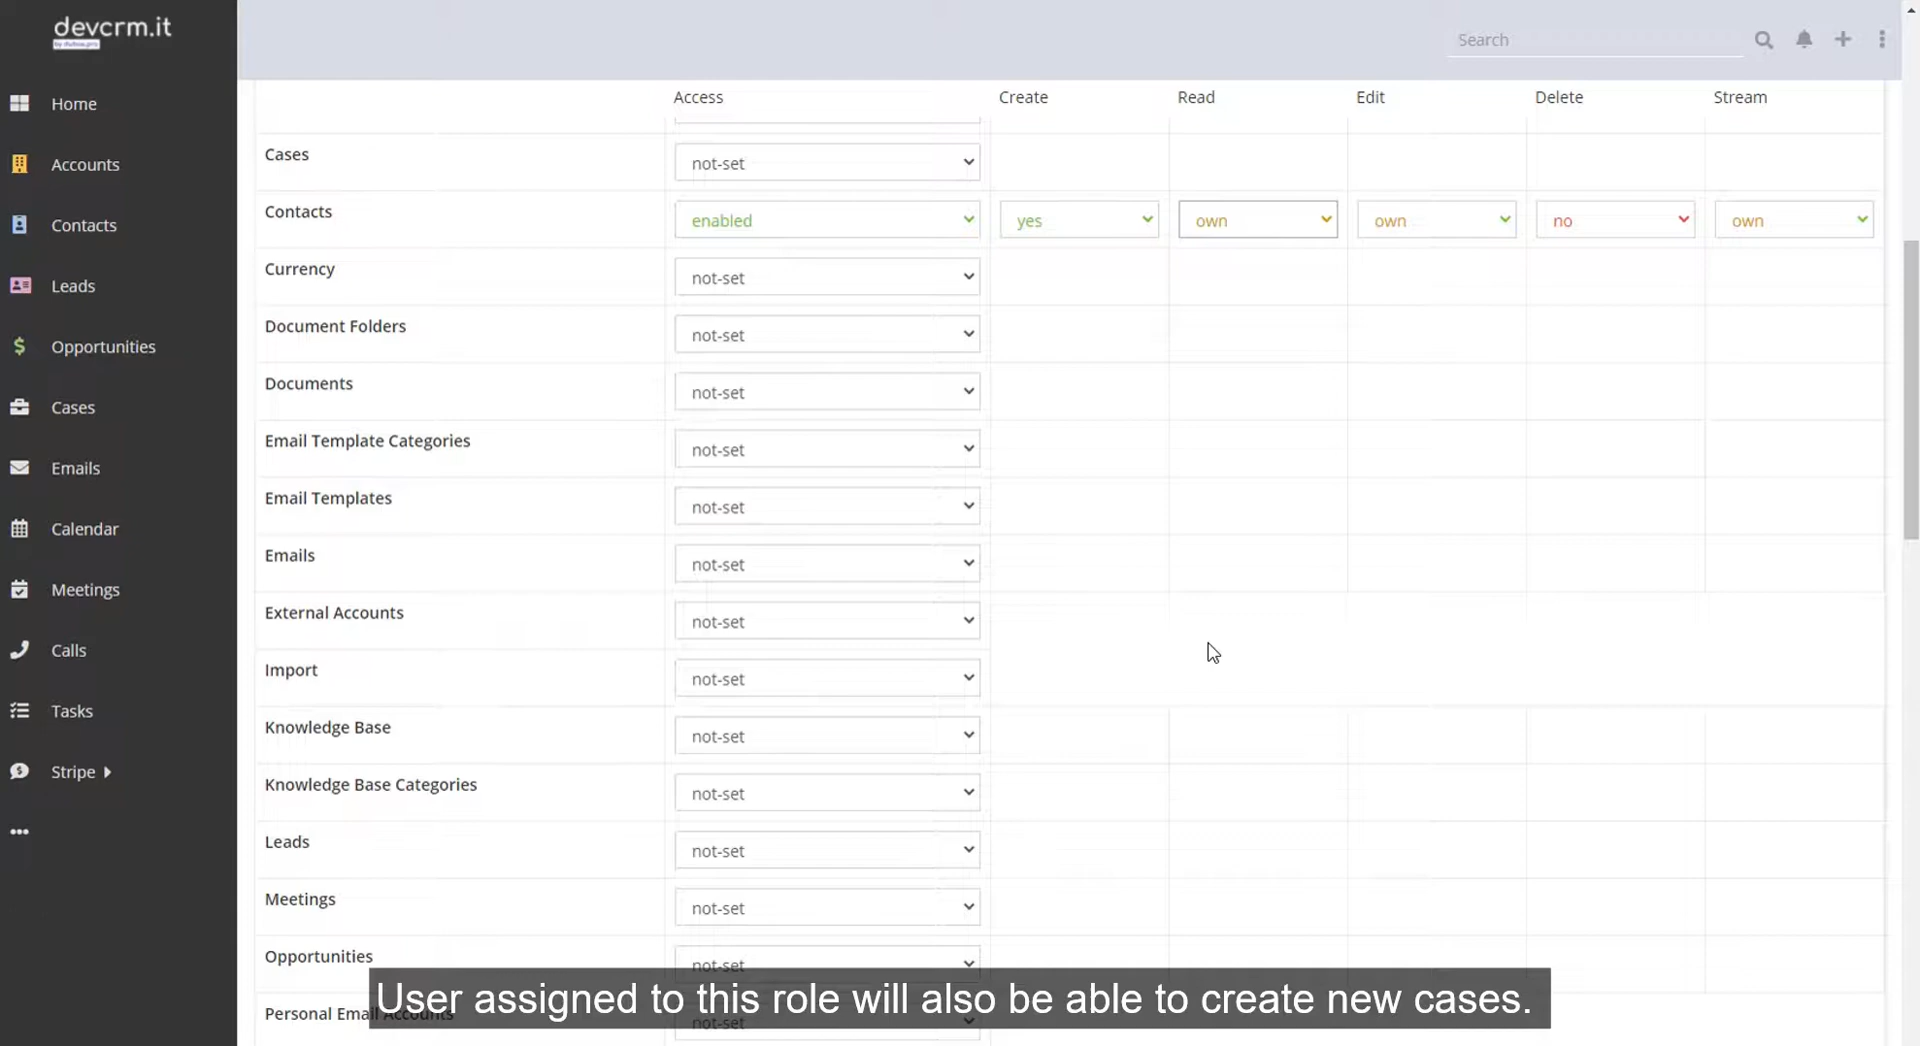 devcrm.it
Search
Home
Accounts
Contacts
Leads
Opportunities
Cases
Emails
Calendar
Meetings
Calls
Tasks
Stripe
Access Create Read Edit Delete Stream
Cases not-set
Contacts enabled yes own own no own
Currency not-set
Document Folders not-set
Documents not-set
Email Template Categories not-set
Email Templates not-set
Emails not-set
External Accounts not-set
Import not-set
Knowledge Base not-set
Knowledge Base Categories not-set
Leads not-set
Meetings not-set
Opportunities not-set
Personal Email Accounts not-set
User assigned to this role will also be able to create new cases.